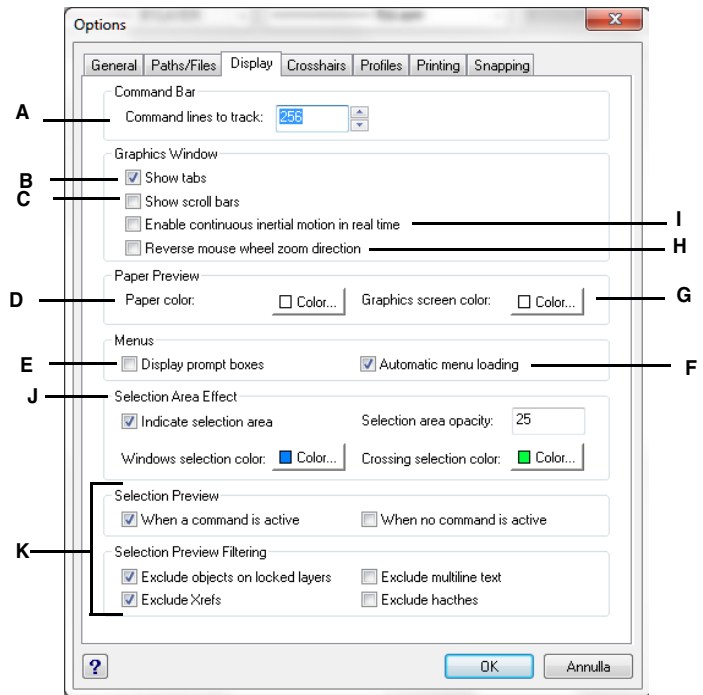 Options
General Paths/Files Display Crosshairs Profiles Printing Snapping
Command Bar
A Command lines to track: 256
Graphics Window
B Show tabs
C Show scroll bars
Enable continuous inertial motion in real time I
Reverse mouse wheel zoom direction H
Paper Preview
D Paper color: Color... Graphics screen color: Color... G
Menus
E Display prompt boxes Automatic menu loading F
J Selection Area Effect
Indicate selection area Selection area opacity: 25
Windows selection color: Color... Crossing selection color: Color...
Selection Preview
When a command is active When no command is active
K
Selection Preview Filtering
Exclude objects on locked layers Exclude multiline text
Exclude Xrefs Exclude hacthes
? OK Annulla